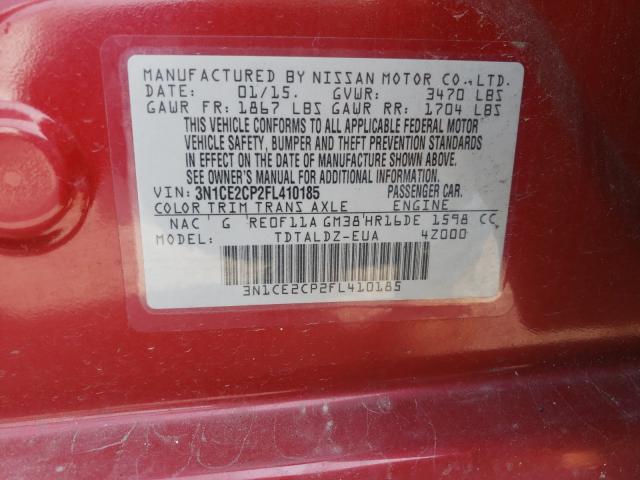 MANUFACTURED BY NISSAN MOTOR CO., LTD.
DATE: 01/15. GVWR: 3470 LBS
GAWR FR: 1867 LBS GAWR RR: 1704 LBS
THIS VEHICLE CONFORMS TO ALL APPLICABLE FEDERAL MOTOR
VEHICLE SAFETY, BUMPER AND THEFT PREVENTION STANDARDS
IN EFFECT ON THE DATE OF MANUFACTURE SHOWN ABOVE.
SEE OWNER'S MANUAL FOR ADDITIONAL INFORMATION.
VIN: 3N1CE2CP2FL410185 PASSENGER CAR.
COLOR TRIM TRANS AXLE ENGINE
NAC G RE0F11A GM38 HR16DE 1598 CC
MODEL: TDTALDZ-EUA 4Z000
3N1CE2CP2FL410185